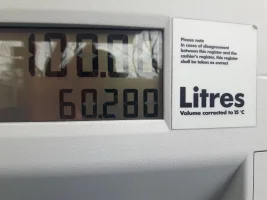 120.00
60.280
Please note
In cases of disagreement
between this register and the
cashier's register, this register
shall be taken as correct
Litres
Volume corrected to 15 °C